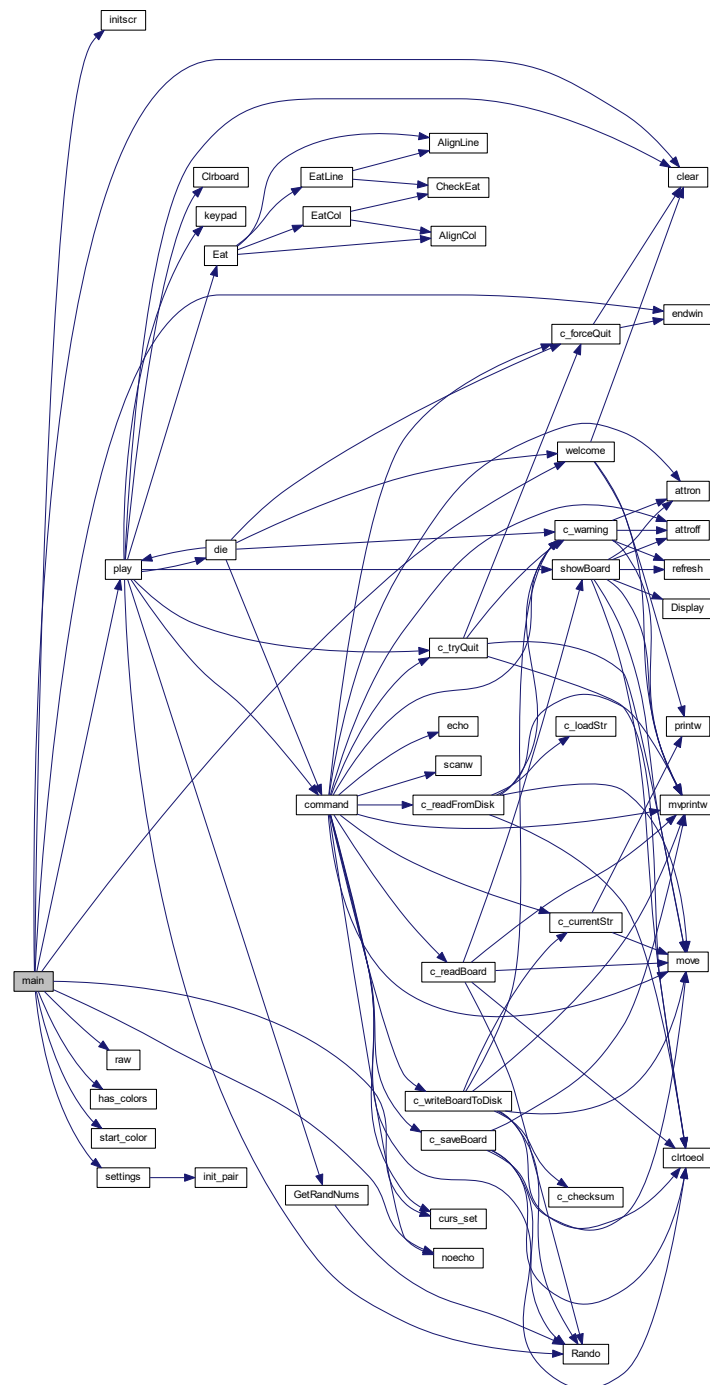 initscr
AlignLine
Clrboard
EatLine
clear
CheckEat
keypad
EatCol
AlignCol
Eat
endwin
c_forceQuit
welcome
attron
c_warning
attroff
die
play
showBoard
refresh
Display
c_tryQuit
echo
c_loadStr
printw
scanw
command
c_readFromDisk
mvprintw
c_currentStr
move
c_readBoard
main
raw
has_colors
c_writeBoardToDisk
start_color
c_saveBoard
clrtoeol
settings
init_pair
GetRandNums
c_checksum
curs_set
noecho
Rando